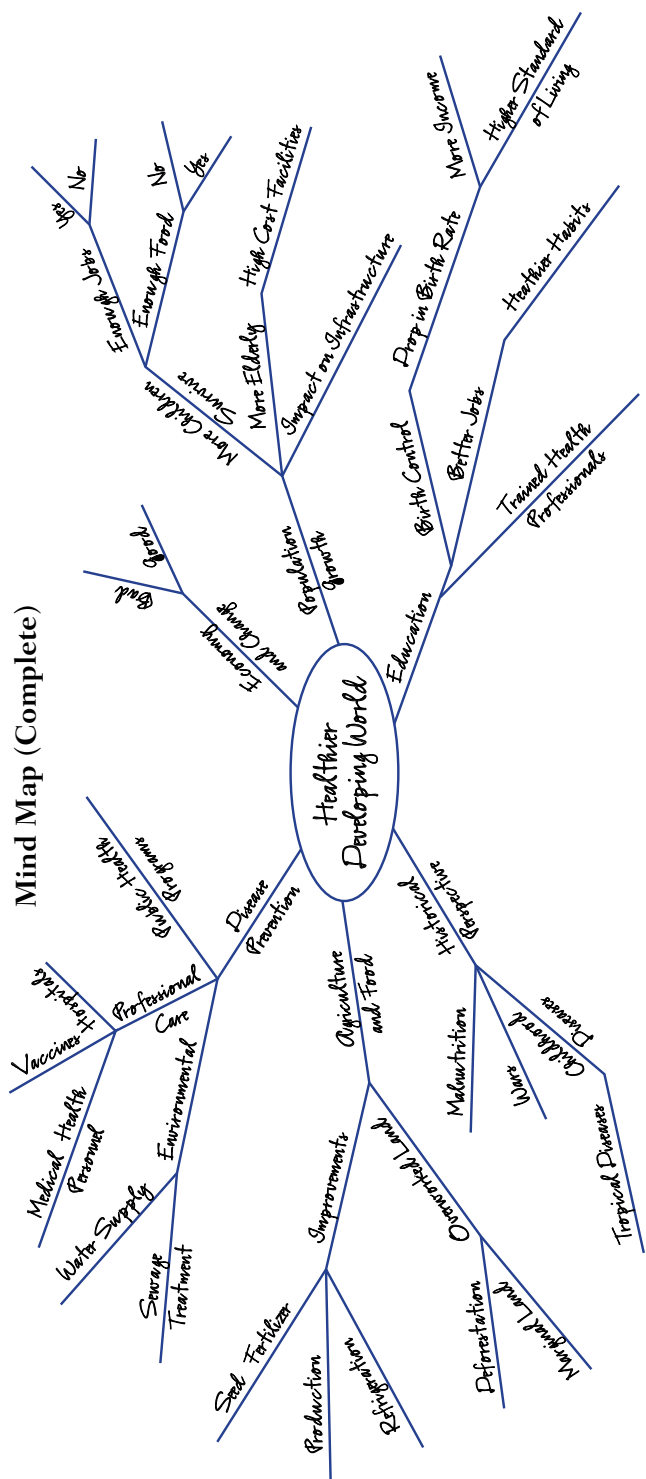 Mind Map (Complete)
Healthier
Developing World
Disease
Prevention
Public Health
Programs
Professional
Care
Hospitals
Vaccines
Medical Health
Personnel
Environmental
Water Supply
Sewage
Treatment
Agriculture
and Food
Improvements
Seed Fertilizer
Production
Refrigeration
Overworked Land
Deforestation
Marginal Land
Historical
Perspective
Malnutrition
Wars
Childhood
Diseases
Tropical Diseases
Economy
and Change
Bad
Good
Population
Growth
More Children
Survive
Enough Jobs
Yes
No
Enough Food
No
Yes
More Elderly
High Cost Facilities
Impact on Infrastructure
Education
Birth Control
Drop in Birth Rate
More Income
Higher Standard
of Living
Better Jobs
Heathier Habits
Trained Health
Professionals